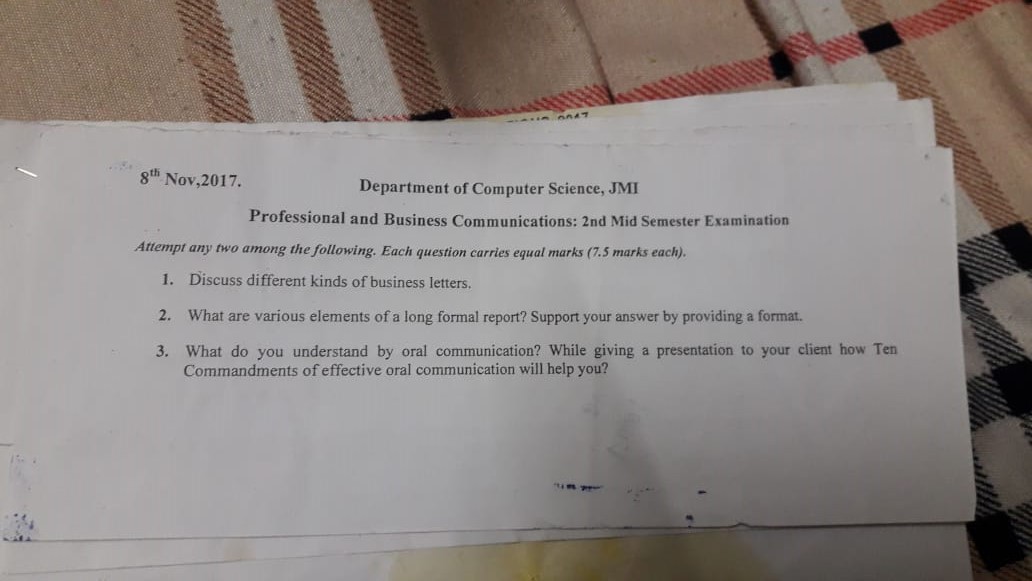 8th Nov,2017.
Department of Computer Science, JMI
Professional and Business Communications: 2nd Mid Semester Examination
Attempt any two among the following. Each question carries equal marks (7.5 marks each).
1. Discuss different kinds of business letters.
2. What are various elements of a long formal report? Support your answer by providing a format.
3. What do you understand by oral communication? While giving a presentation to your client how Ten
Commandments of effective oral communication will help you?